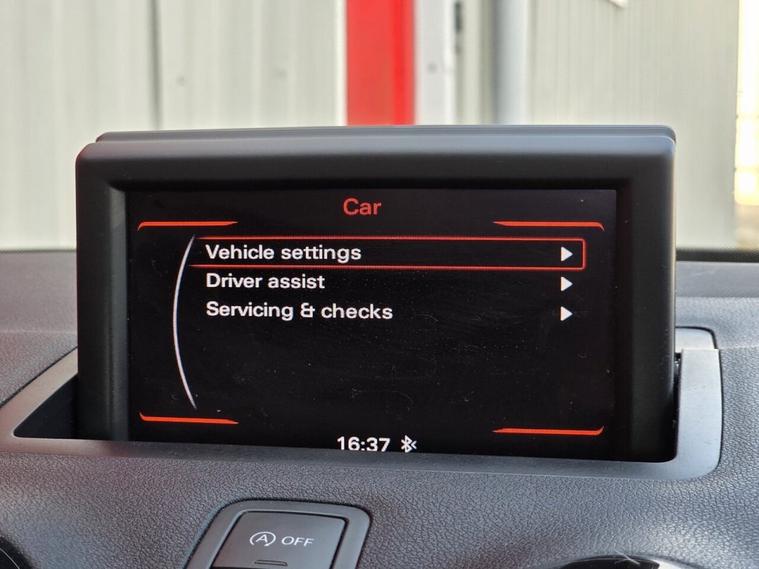 Car
Vehicle settings
Driver assist
Servicing & checks
16:37
A OFF